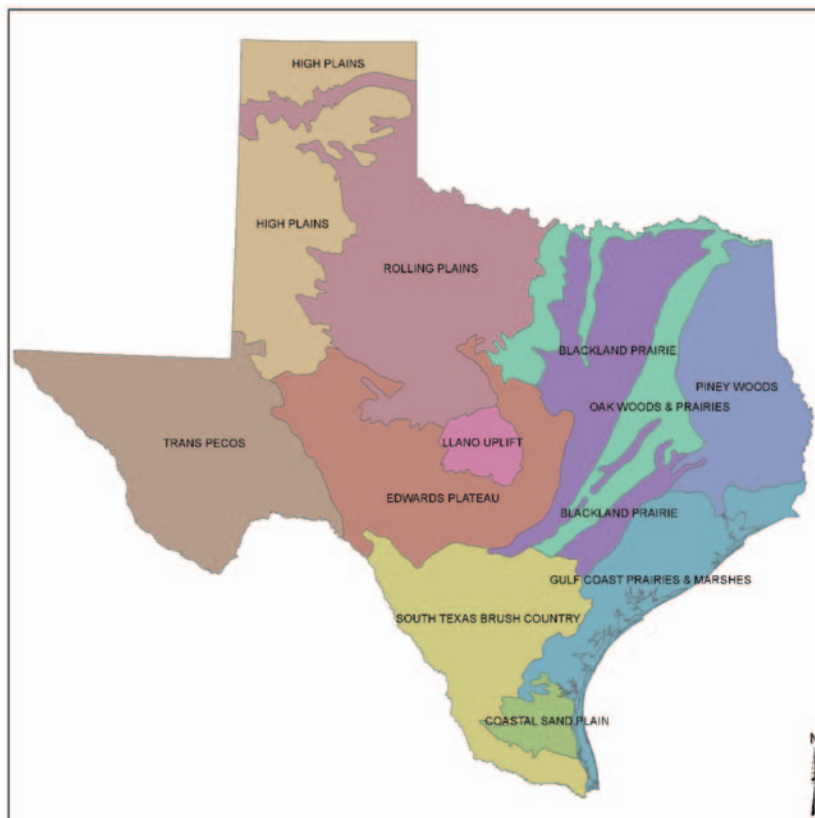 HIGH PLAINS
HIGH PLAINS
ROLLING PLAINS
BLACKLAND PRAIRIE
PINEY WOODS
OAK WOODS & PRAIRIES
TRANS PECOS
LLANO UPLIFT
EDWARDS PLATEAU
BLACKLAND PRAIRIE
GULF COAST PRAIRIES & MARSHES
SOUTH TEXAS BRUSH COUNTRY
COASTAL SAND PLAIN
N